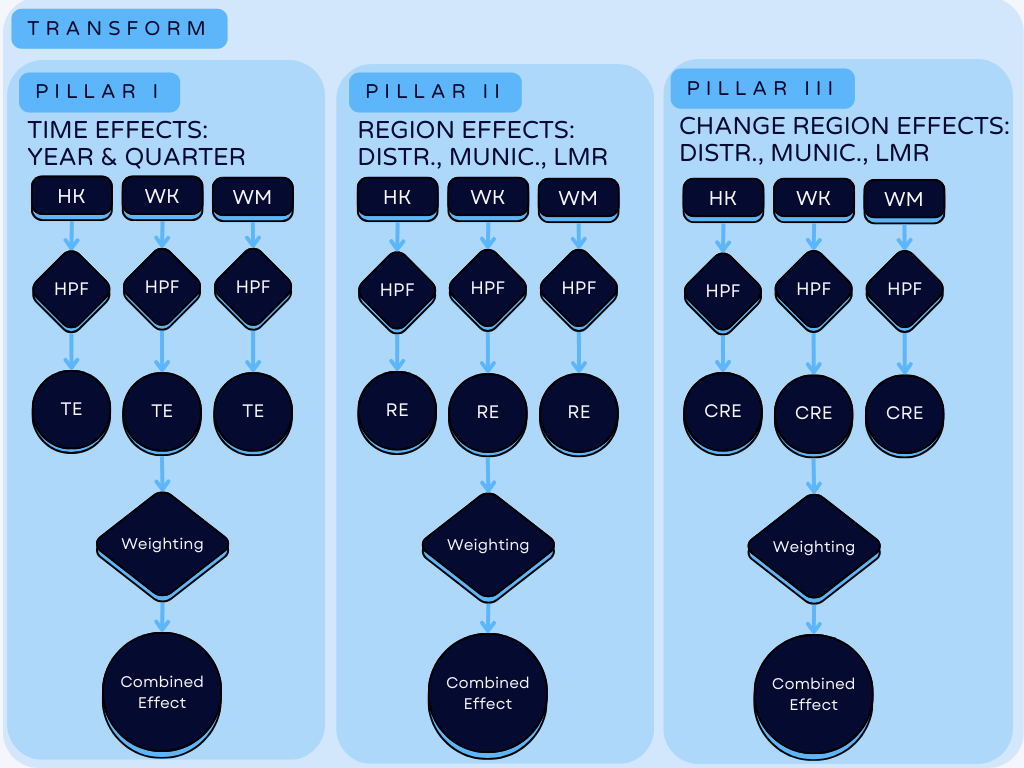 TRANSFORM
PILLAR I
TIME EFFECTS:
YEAR & QUARTER
HK WK WM
HPF HPF HPF
TE TE TE
Weighting
Combined
Effect
PILLAR II
REGION EFFECTS:
DISTR., MUNIC., LMR
HK WK WM
HPF HPF HPF
RE RE RE
Weighting
Combined
Effect
PILLAR III
CHANGE REGION EFFECTS:
DISTR., MUNIC., LMR
HK WK WM
HPF HPF HPF
CRE CRE CRE
Weighting
Combined
Effect